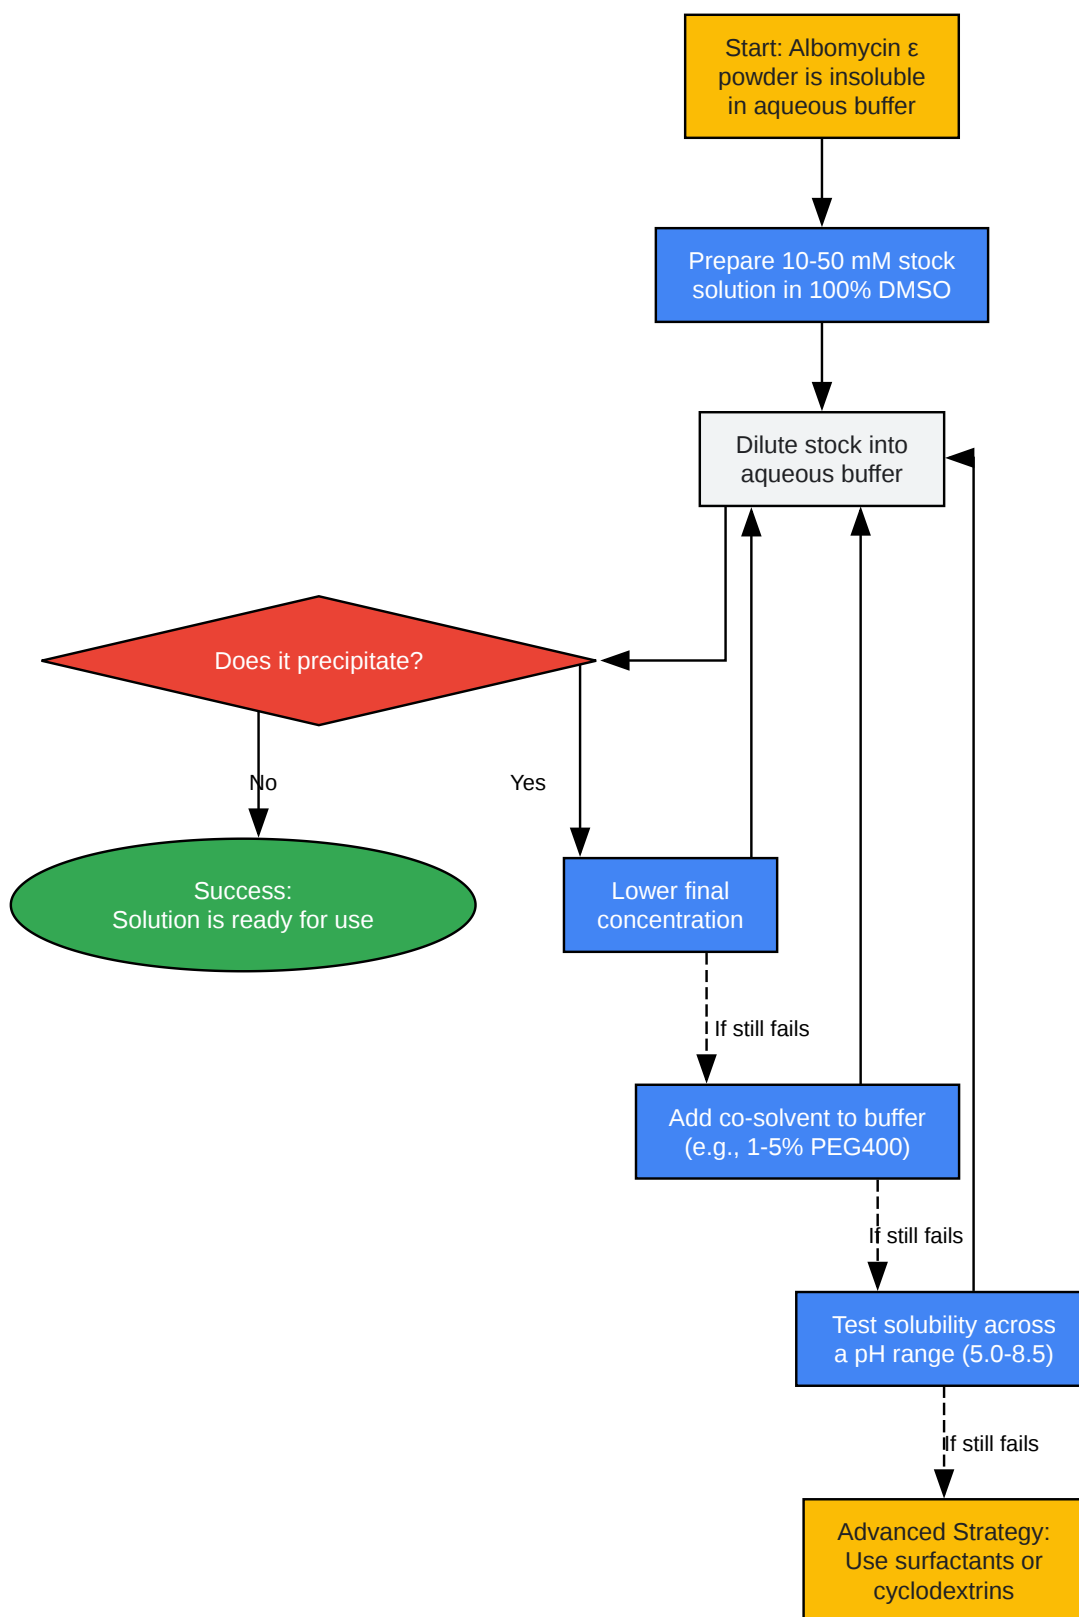 Start: Albomycin ε
powder is insoluble
in aqueous buffer
Prepare 10-50 mM stock
solution in 100% DMSO
Dilute stock into
aqueous buffer
Does it precipitate?
No
Yes
Success:
Solution is ready for use
Lower final
concentration
If still fails
Add co-solvent to buffer
(e.g., 1-5% PEG400)
If still fails
Test solubility across
a pH range (5.0-8.5)
If still fails
Advanced Strategy:
Use surfactants or
cyclodextrins